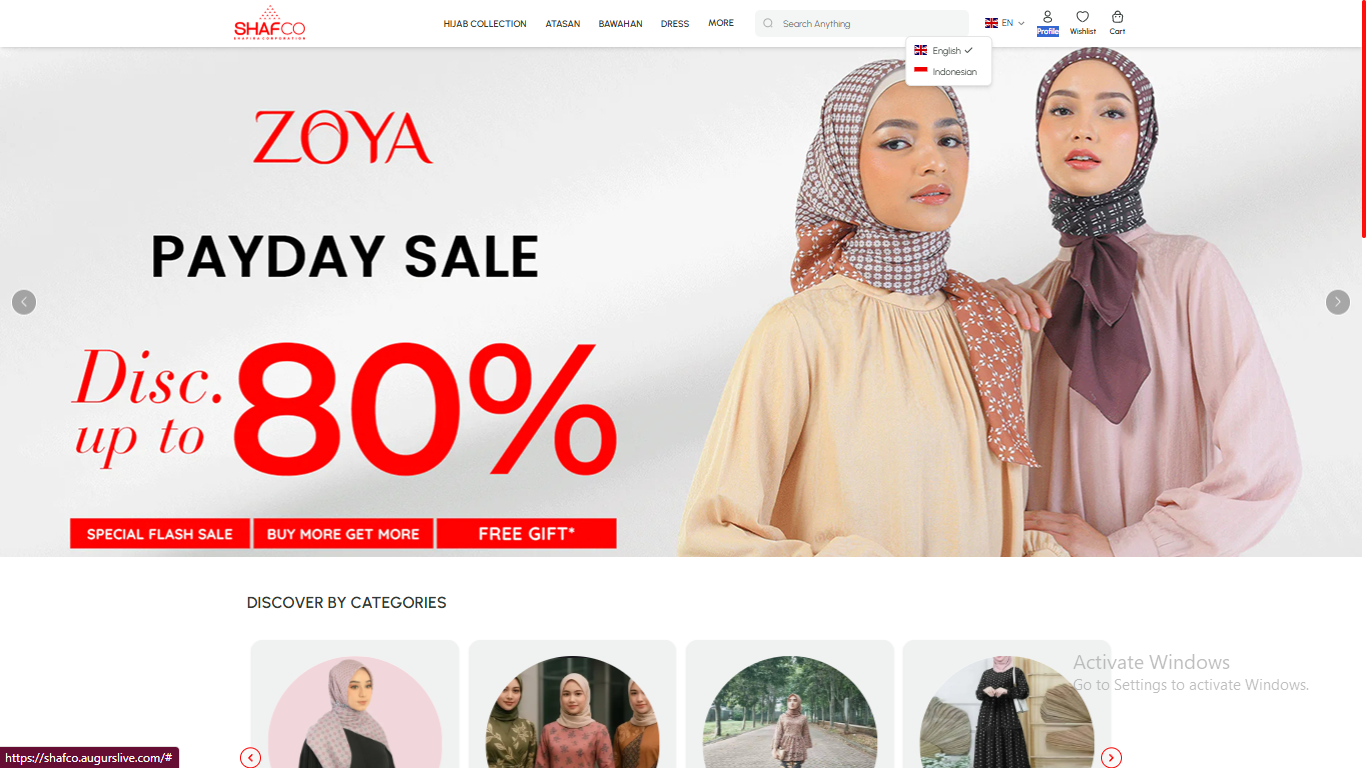 SHAFCO
SHAFING CORPORATION
HIJAB COLLECTION
ATASAN
BAWAHAN
DRESS
MORE
Search Anything
EN
Profile
Wishlist
Cart
English
Indonesian
ZOYA
PAYDAY SALE
Disc.
up to
80%
SPECIAL FLASH SALE
BUY MORE GET MORE
FREE GIFT*
DISCOVER BY CATEGORIES
Activate Windows
Go to Settings to activate Windows.
https://shafco.augurslive.com/#